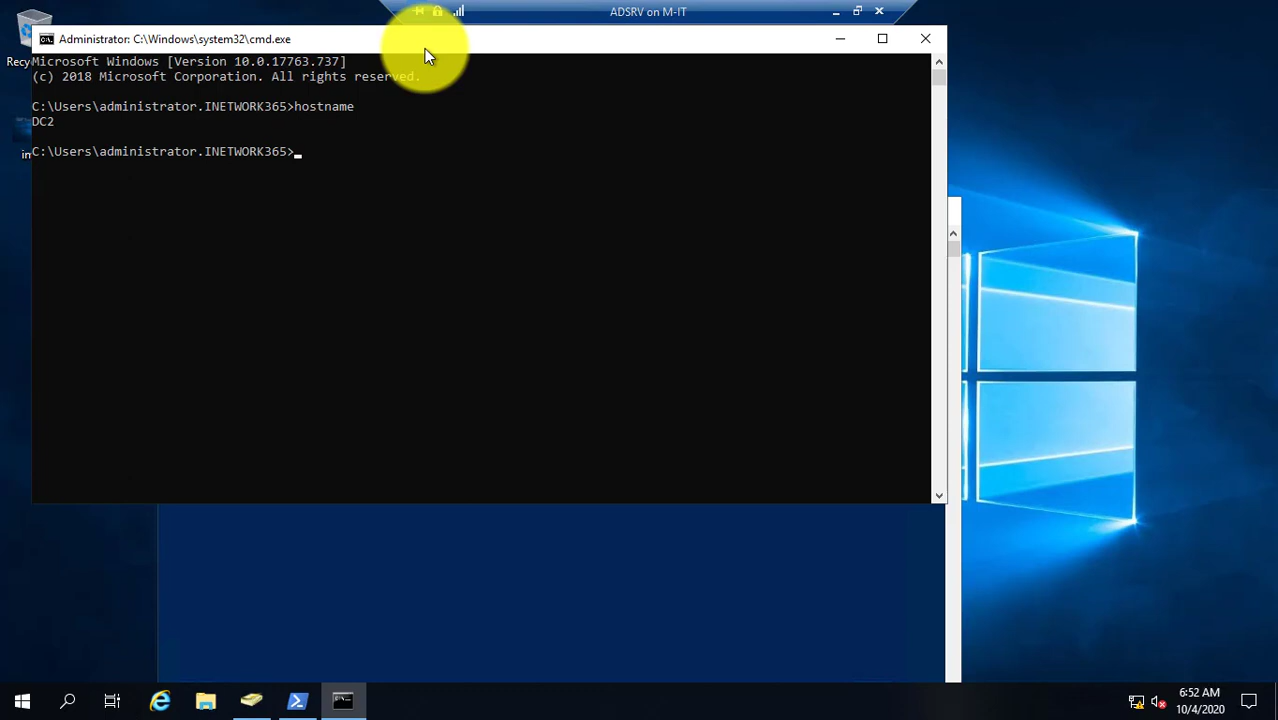 ADSRV on M-IT
Administrator: C:\Windows\system32\cmd.exe
Microsoft Windows [Version 10.0.17763.737]
(c) 2018 Microsoft Corporation. All rights reserved.
C:\Users\administrator.INETWORK365>hostname
DC2
C:\Users\administrator.INETWORK365>
6:52 AM
10/4/2020